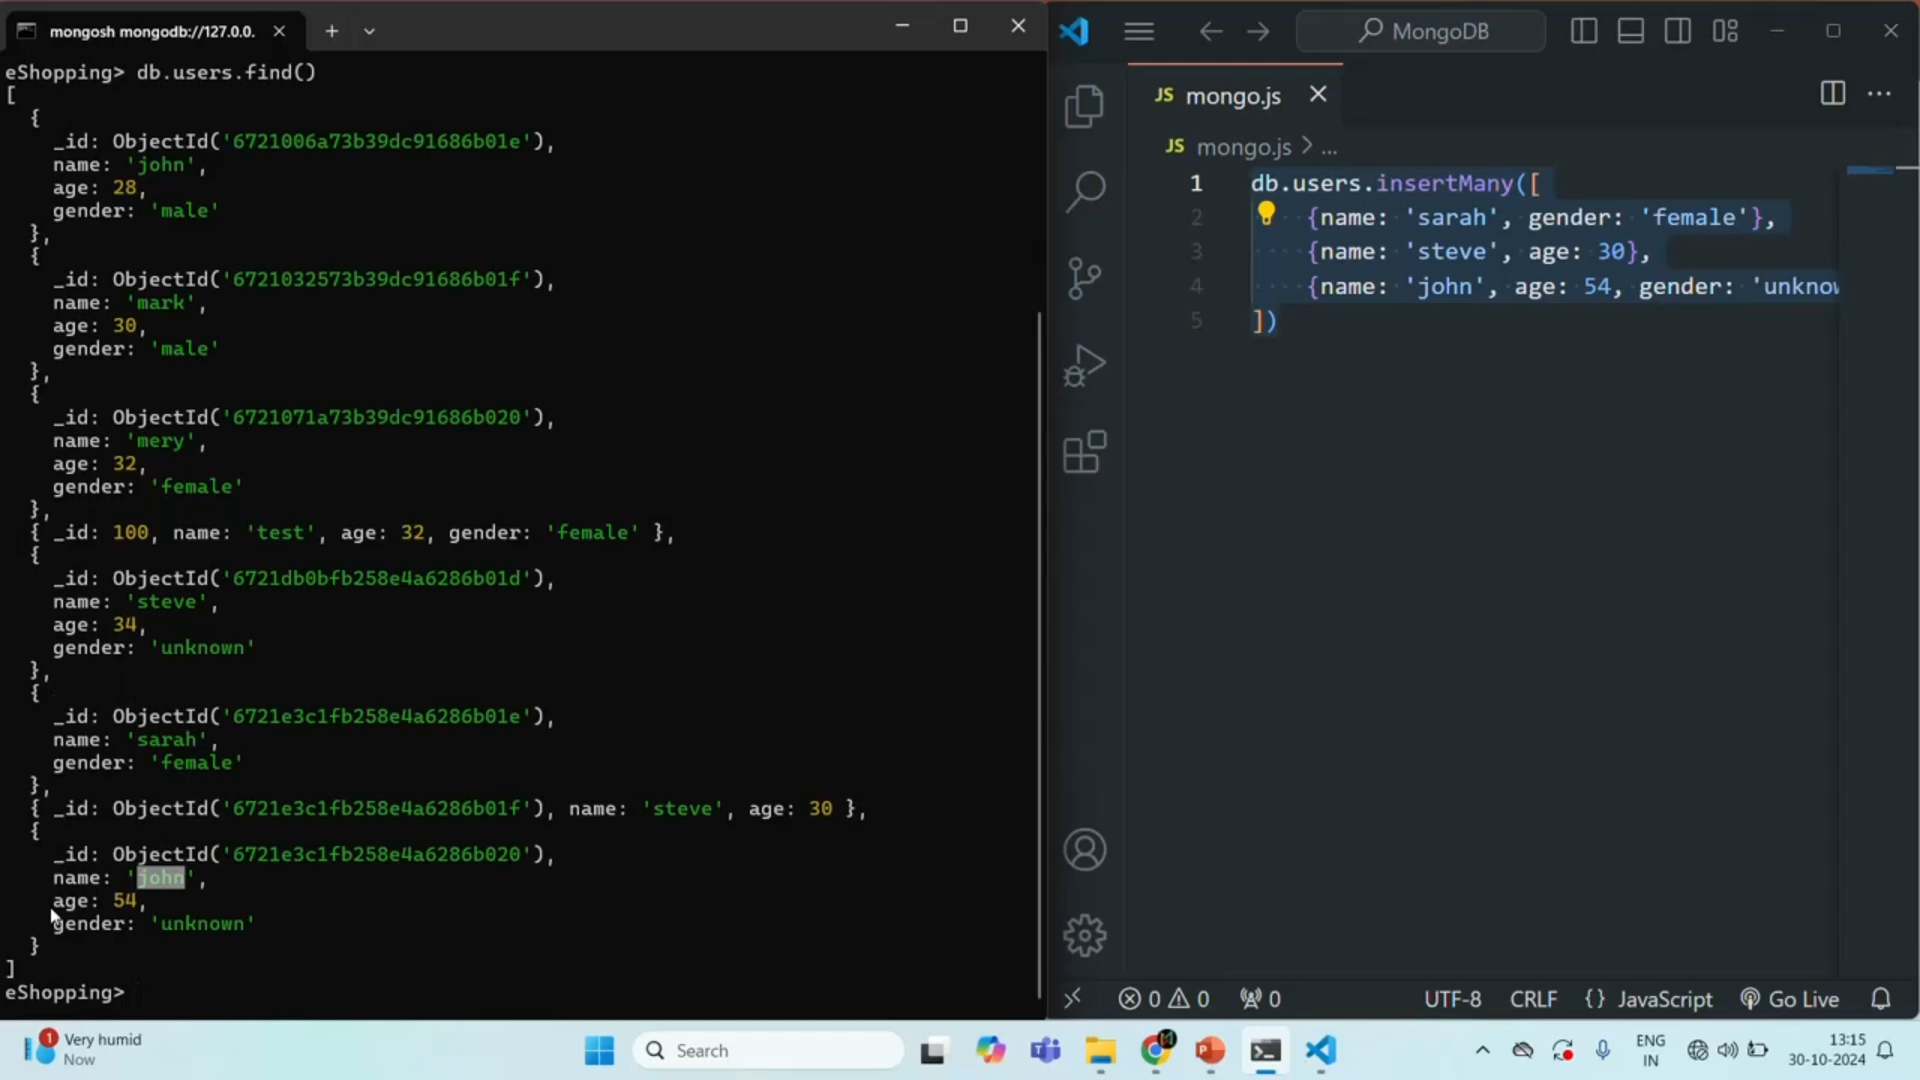 mongosh mongodb://127.0.0.
eShopping> db.users.find()
[
  {
    _id: ObjectId('6721006a73b39dc91686b01e'),
    name: 'john',
    age: 28,
    gender: 'male'
  },
  {
    _id: ObjectId('6721032573b39dc91686b01f'),
    name: 'mark',
    age: 30,
    gender: 'male'
  },
  {
    _id: ObjectId('6721071a73b39dc91686b020'),
    name: 'mery',
    age: 32,
    gender: 'female'
  },
  { _id: 100, name: 'test', age: 32, gender: 'female' },
  {
    _id: ObjectId('6721db0bfb258e4a6286b01d'),
    name: 'steve',
    age: 34,
    gender: 'unknown'
  },
  {
    _id: ObjectId('6721e3c1fb258e4a6286b01e'),
    name: 'sarah',
    gender: 'female'
  },
  { _id: ObjectId('6721e3c1fb258e4a6286b01f'), name: 'steve', age: 30 },
  {
    _id: ObjectId('6721e3c1fb258e4a6286b020'),
    name: 'john',
    age: 54,
    gender: 'unknown'
  }
]
eShopping>
MongoDB
JS mongo.js
JS mongo.js > ...
1 db.users.insertMany([
2     {name: 'sarah', gender: 'female'},
3     {name: 'steve', age: 30},
4     {name: 'john', age: 54, gender: 'unknow
5 ])
0 0 0 UTF-8 CRLF {} JavaScript Go Live
1 Very humid
Now
Search
ENG
IN
13:15
30-10-2024